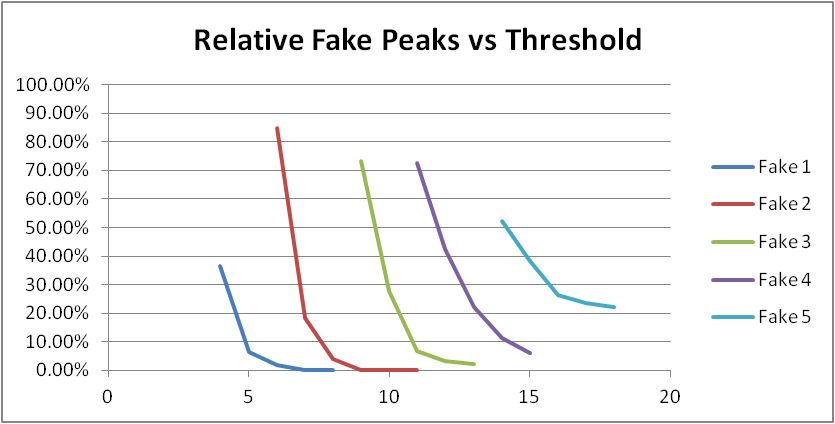 Relative Fake Peaks vs Threshold
100.00%
90.00%
80.00%
70.00%
60.00%
50.00%
40.00%
30.00%
20.00%
10.00%
0.00%
0 5 10 15 20
Fake 1
Fake 2
Fake 3
Fake 4
Fake 5